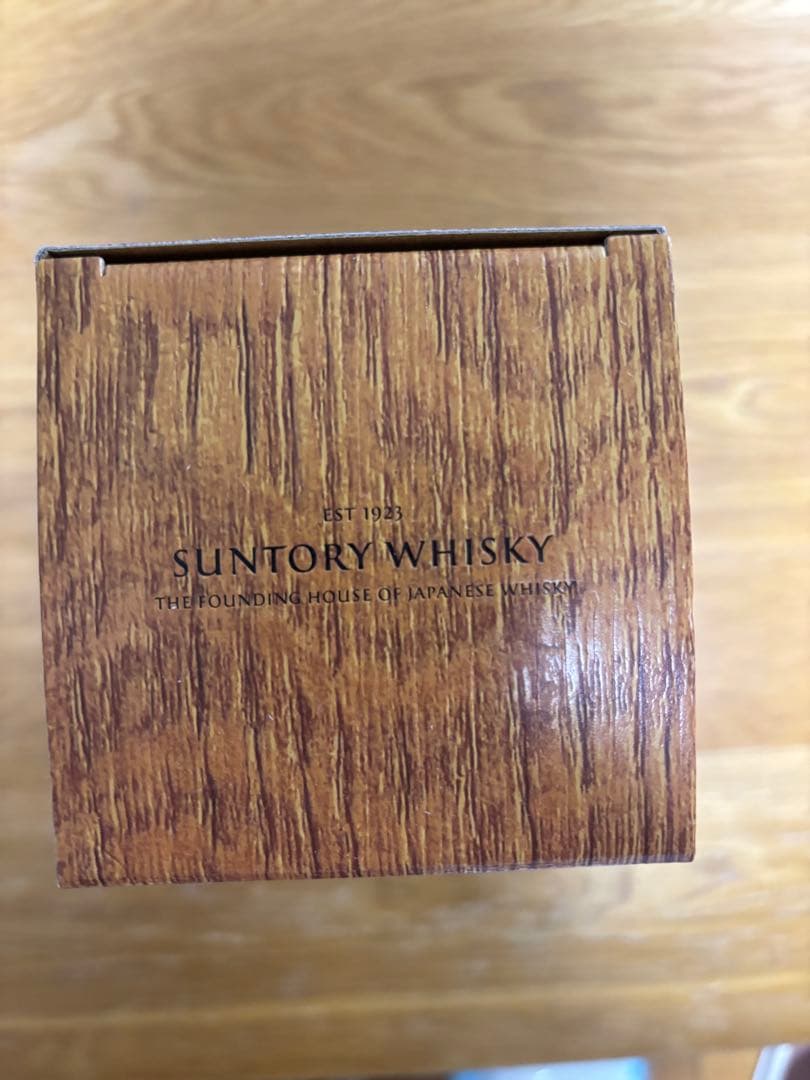 EST 1923
SUNTORY WHISKY
THE FOUNDING HOUSE OF JAPANESE WHISKY